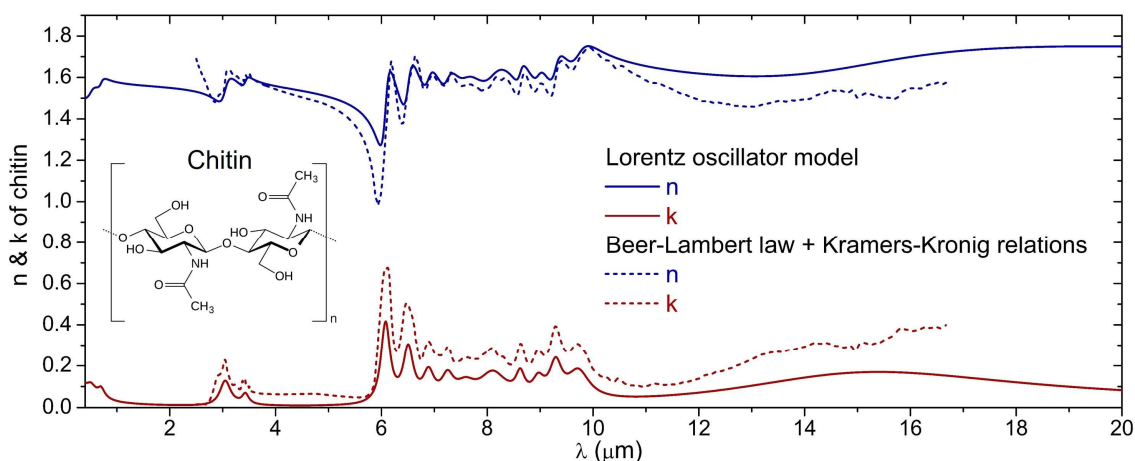 n & k of chitin
1.8
1.6
1.4
1.2
1.0
0.8
0.6
0.4
0.2
0.0
Chitin
CH₃
O
NH
OH
O
HO
O
O
O
HO
NH
O
OH
O
CH₃
n
Lorentz oscillator model
n
k
Beer-Lambert law + Kramers-Kronig relations
n
k
2 4 6 8 10 12 14 16 18 20
λ (μm)